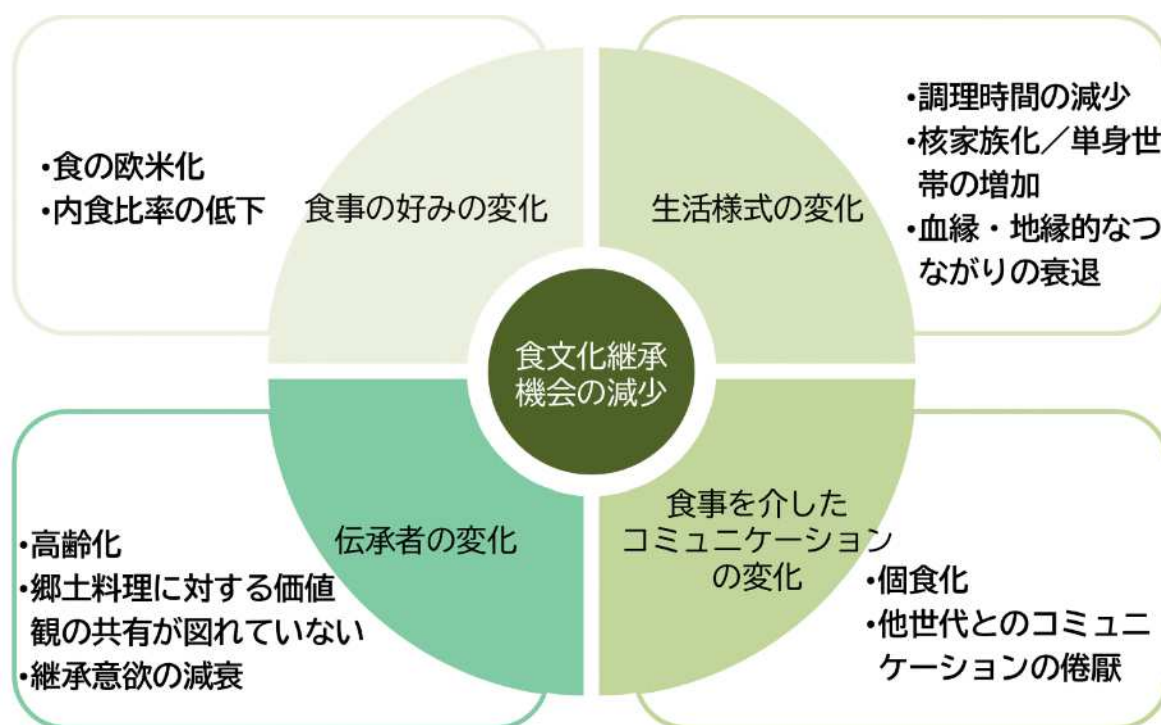 ・食の欧米化
・内食比率の低下
食事の好みの変化
生活様式の変化
・調理時間の減少
・核家族化／単身世
帯の増加
・血縁・地縁的なつ
ながりの衰退
食文化継承
機会の減少
・高齢化
・郷土料理に対する価値
観の共有が図れていない
・継承意欲の減衰
伝承者の変化
食事を介した
コミュニケーション
の変化
・個食化
・他世代とのコミュニ
ケーションの倦厭